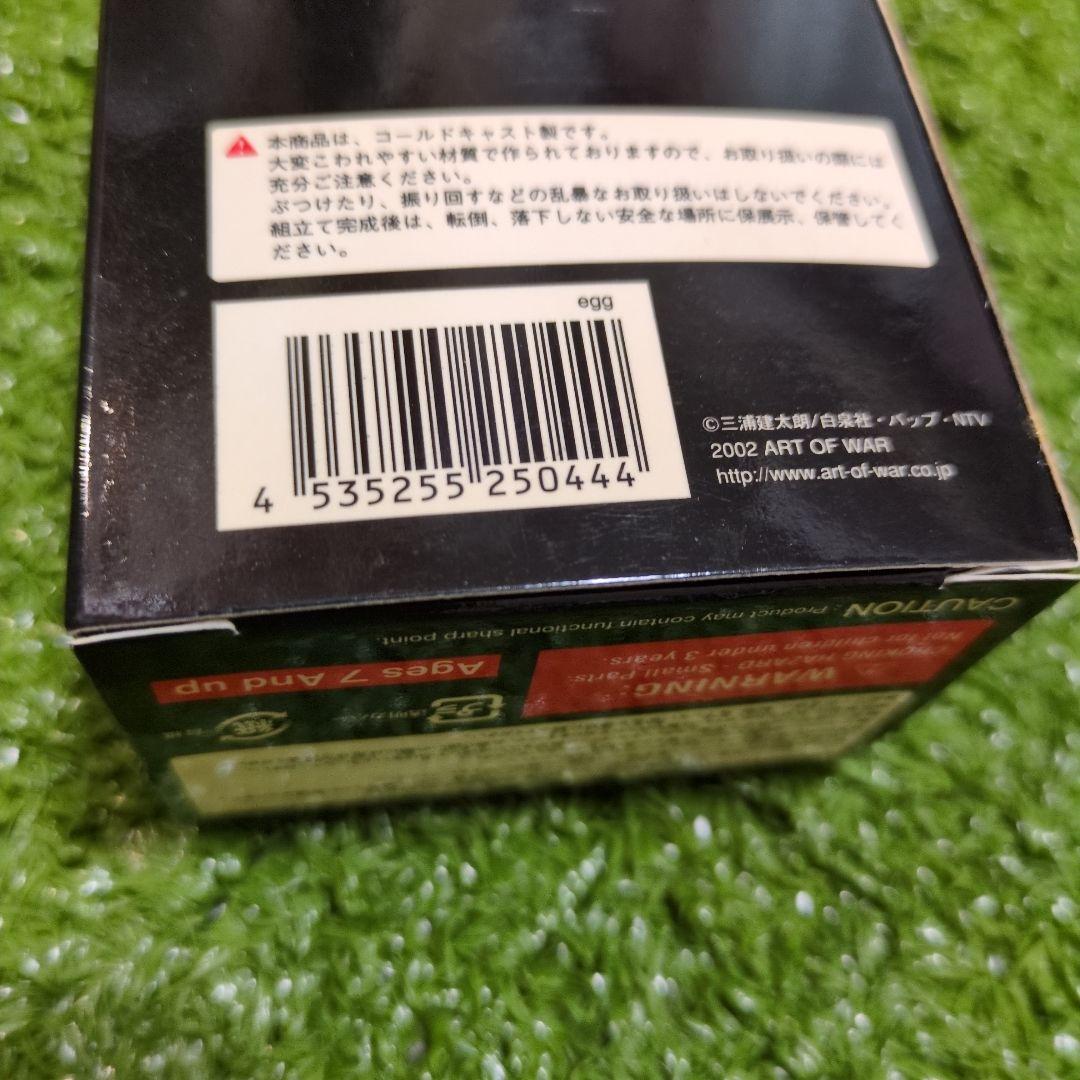 本商品は、コールドキャスト製です。
大変こわれやすい材質で作られておりますので、お取り扱いの際には
充分ご注意ください。
ぶつけたり、振り回すなどの乱暴なお取り扱いはしないでください。
組立て完成後は、転倒、落下しない安全な場所に保展示、保管してく
ださい。
egg
4 535255 250444
©三浦建太朗/白泉社・バップ・NTV
2002 ART OF WAR
http://www.art-of-war.co.jp
CAUTION : Product may contain functional sharp point.
WARNING:
CHOKING HAZARD - Small Parts.
Not for children under 3 years.
Ages 7 And up